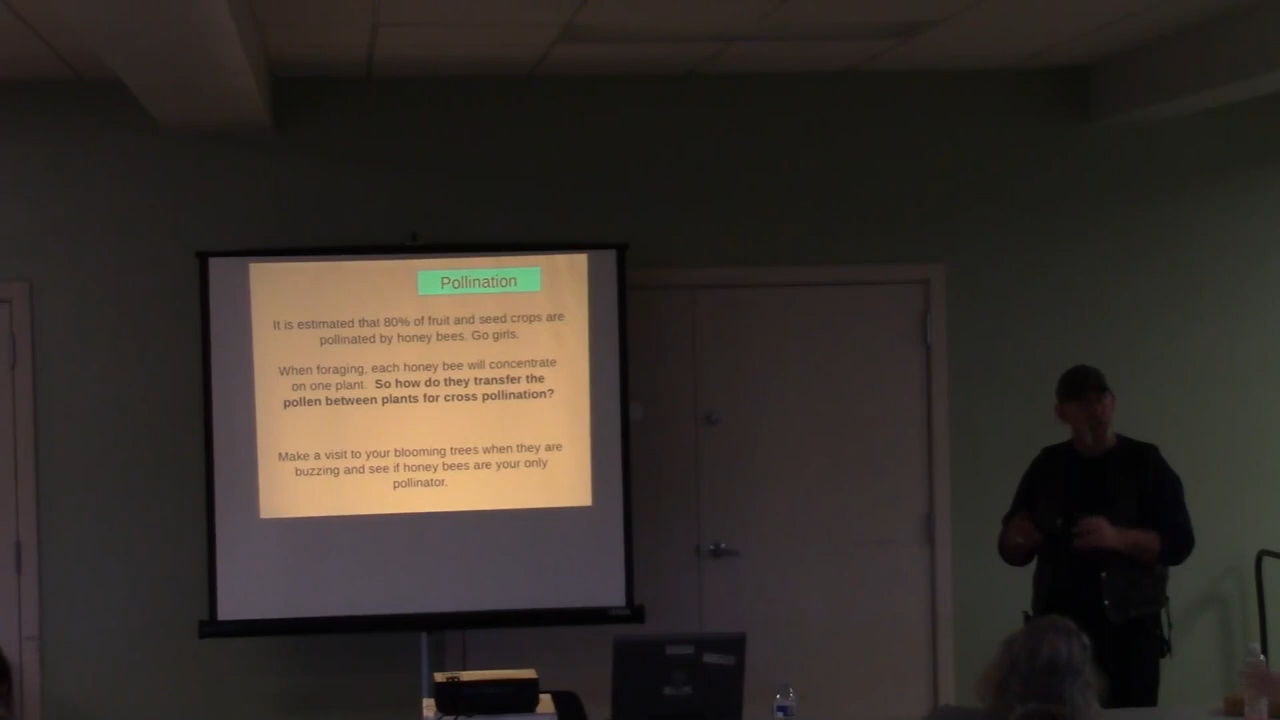 Pollination
It is estimated that 80% of fruit and seed crops are
pollinated by honey bees. Go girls.
When foraging, each honey bee will concentrate
on one plant. So how do they transfer the
pollen between plants for cross pollination?
Make a visit to your blooming trees when they are
buzzing and see if honey bees are your only
pollinator.